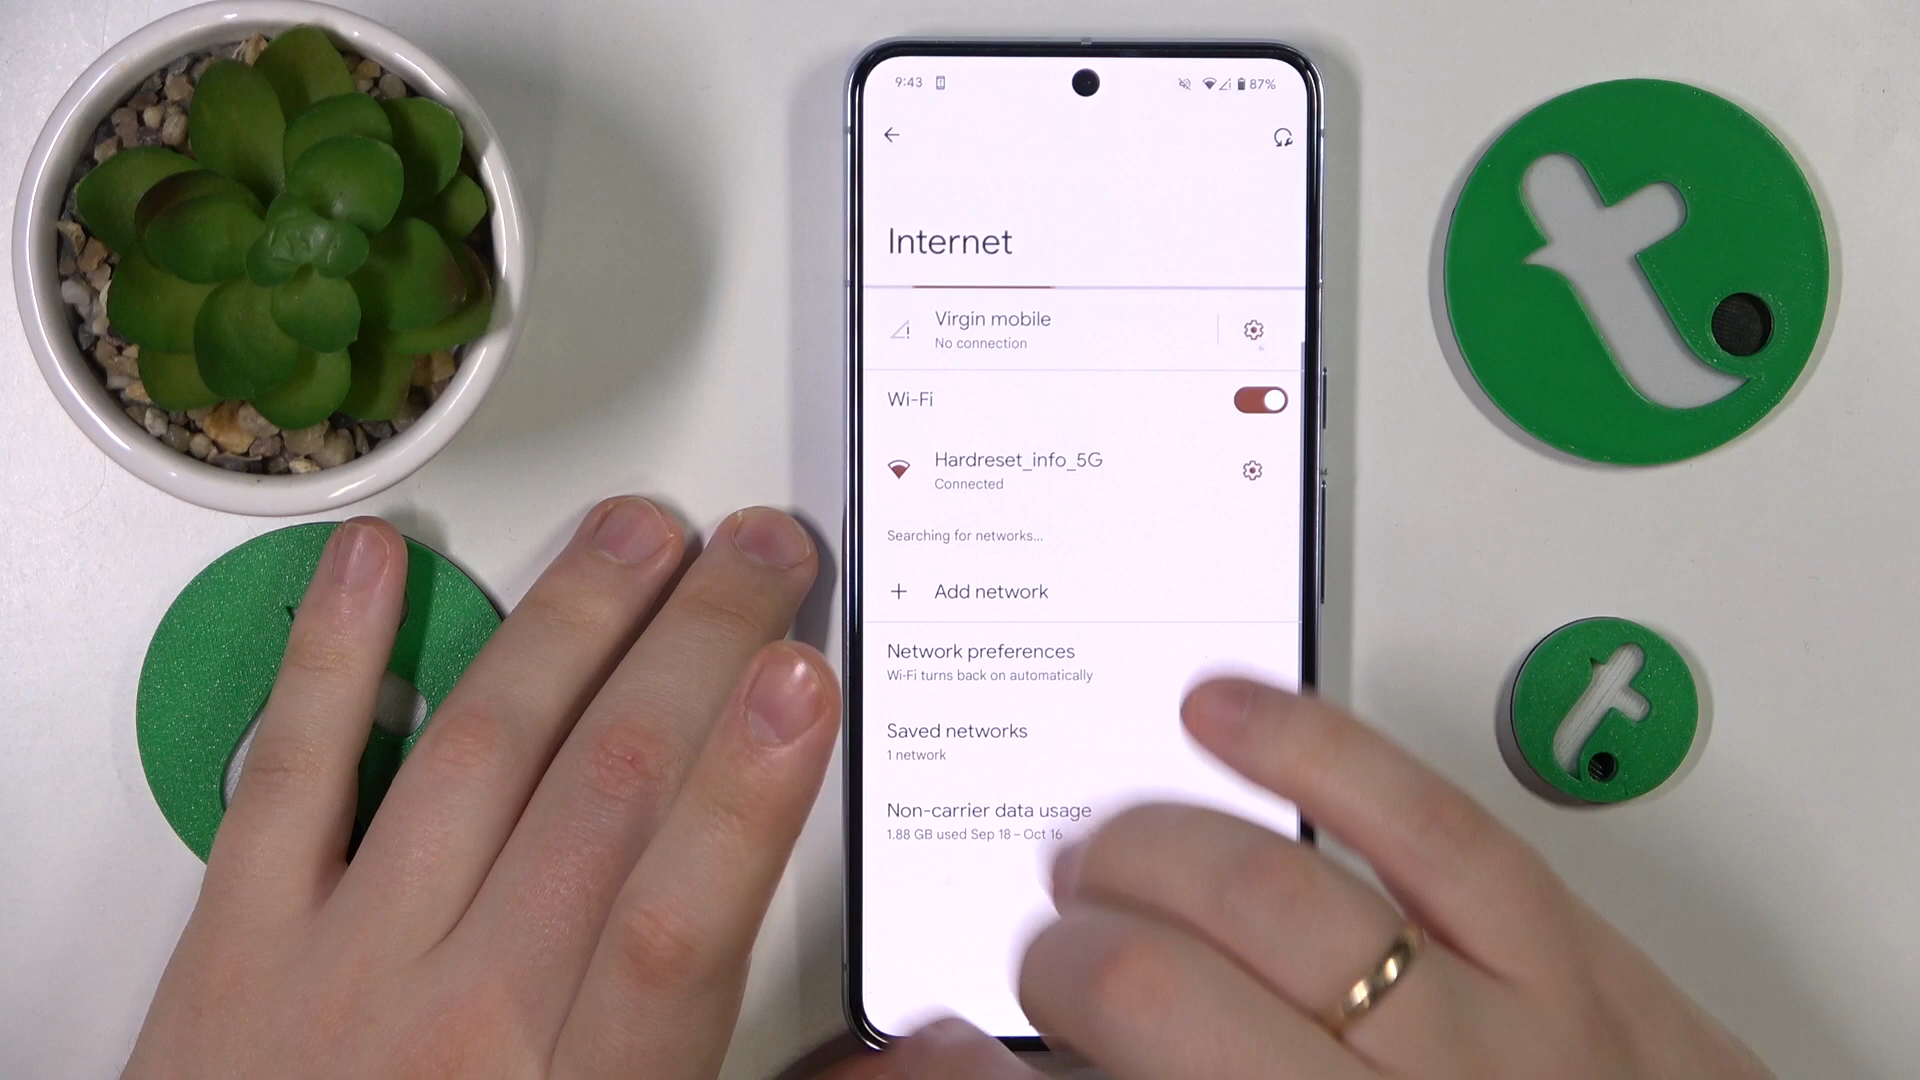 9:43
87%
Internet
Virgin mobile
No connection
Wi-Fi
Hardreset_info_5G
Connected
Searching for networks...
+ Add network
Network preferences
Wi-Fi turns back on automatically
Saved networks
1 network
Non-carrier data usage
1.88 GB used Sep 18 – Oct 16